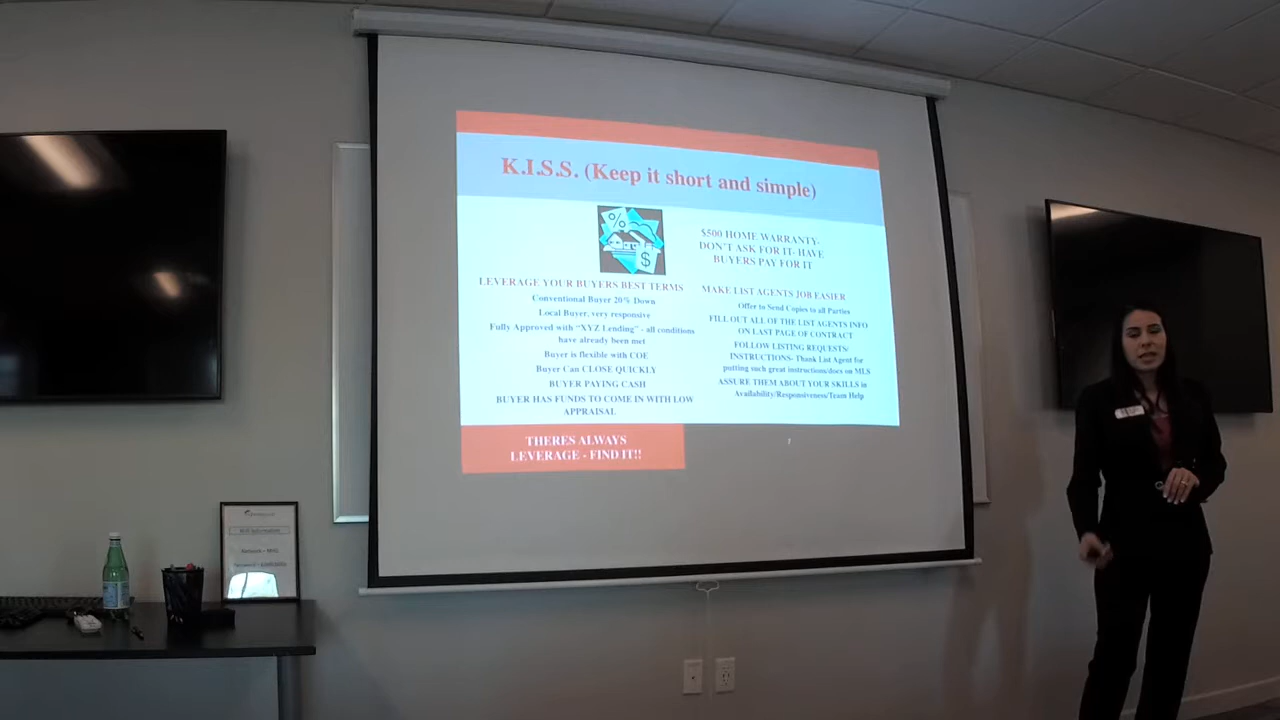 K.I.S.S. (Keep it short and simple)
%
$
$500 HOME WARRANTY-
DON'T ASK FOR IT- HAVE
BUYERS PAY FOR IT
LEVERAGE YOUR BUYERS BEST TERMS
Conventional Buyer 20% Down
Local Buyer, very responsive
Fully Approved with "XYZ Lending" - all conditions
have already been met
Buyer is flexible with COE
Buyer Can CLOSE QUICKLY
BUYER PAYING CASH
BUYER HAS FUNDS TO COME IN WITH LOW
APPRAISAL
MAKE LIST AGENTS JOB EASIER
Offer to Send Copies to all Parties
FILL OUT ALL OF THE LIST AGENTS INFO
ON LAST PAGE OF CONTRACT
FOLLOW LISTING REQUESTS/
INSTRUCTIONS- Thank List Agent for
putting such great instructions/docs on MLS
ASSURE THEM ABOUT YOUR SKILLS in
Availability/Responsiveness/Team Help
THERES ALWAYS
LEVERAGE - FIND IT!!